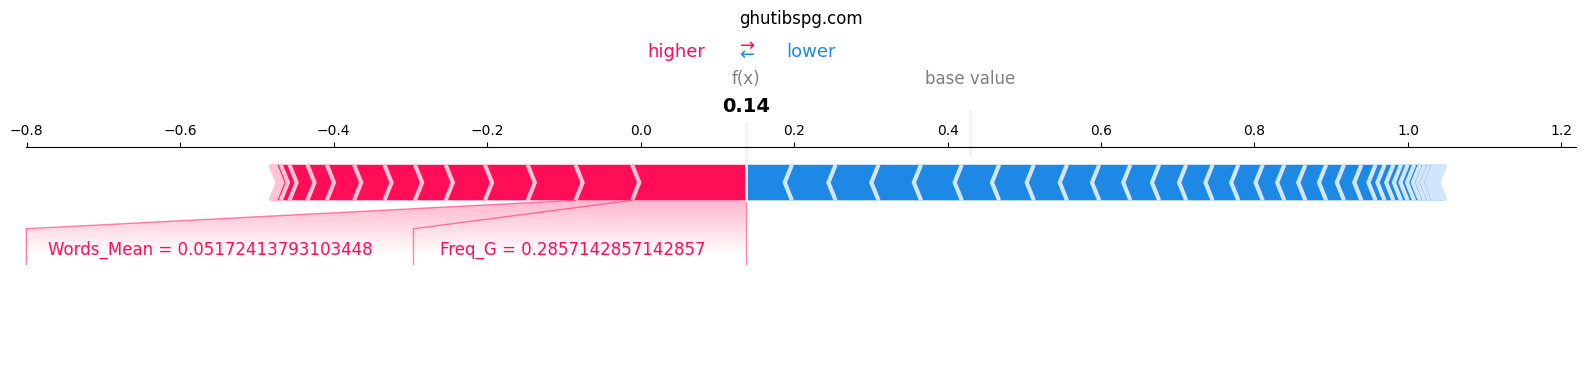 ghutibspg.com
higher ⇄ lower
f(x) base value
0.14
−0.8 −0.6 −0.4 −0.2 0.0 0.2 0.4 0.6 0.8 1.0 1.2
Words_Mean = 0.05172413793103448 Freq_G = 0.2857142857142857